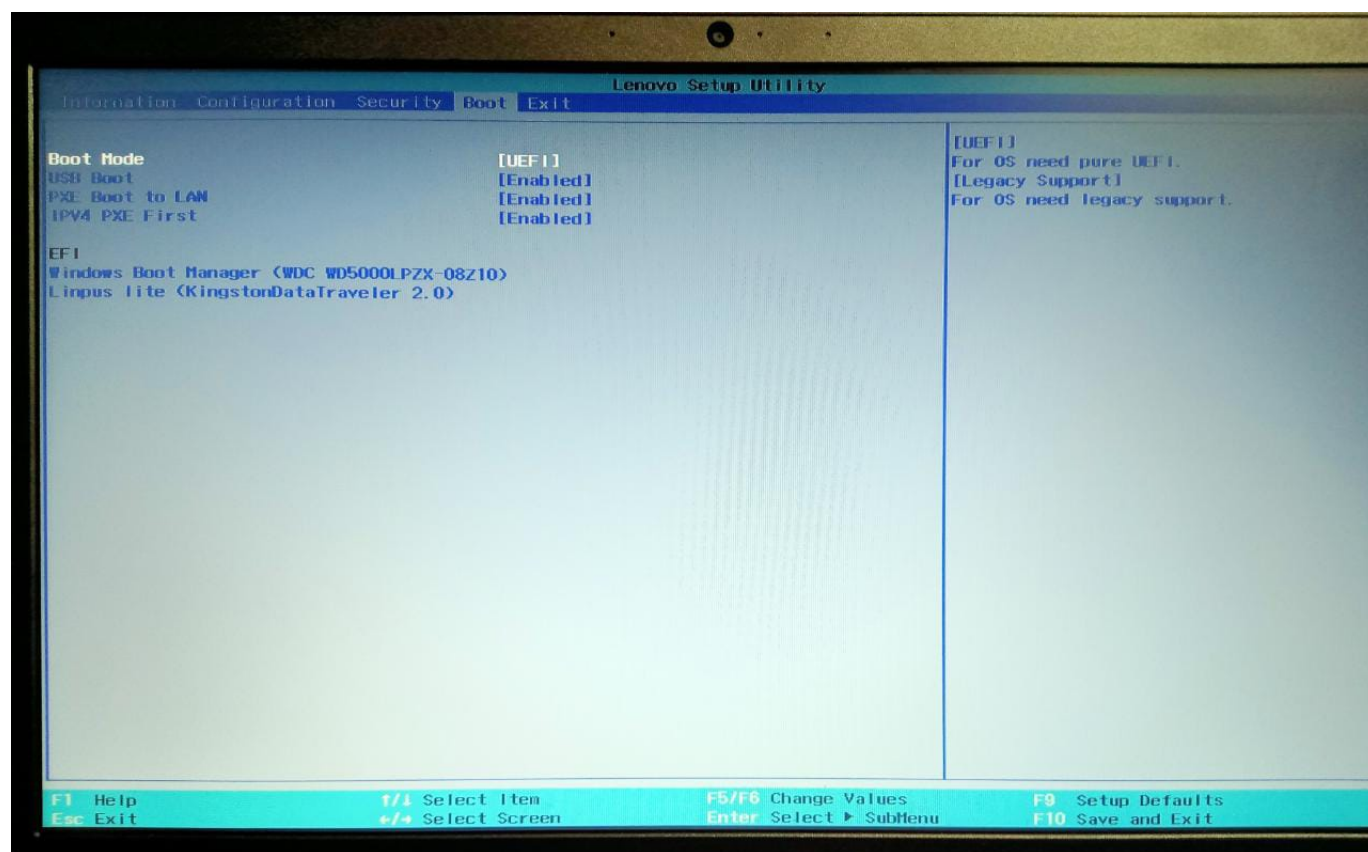 Lenovo Setup Utility
Information Configuration Security Boot Exit
Boot Mode [UEFI]
USB Boot [Enabled]
PXE Boot to LAN [Enabled]
IPV4 PXE First [Enabled]
EFI
Windows Boot Manager (WDC WD5000LPZX-08Z10)
Linpus lite (KingstonDataTraveler 2.0)
[UEFI]
For OS need pure UEFI.
[Legacy Support]
For OS need legacy support.
F1 Help ↑/↓ Select Item F5/F6 Change Values F9 Setup Defaults
Esc Exit ←/→ Select Screen Enter Select ▶ SubMenu F10 Save and Exit